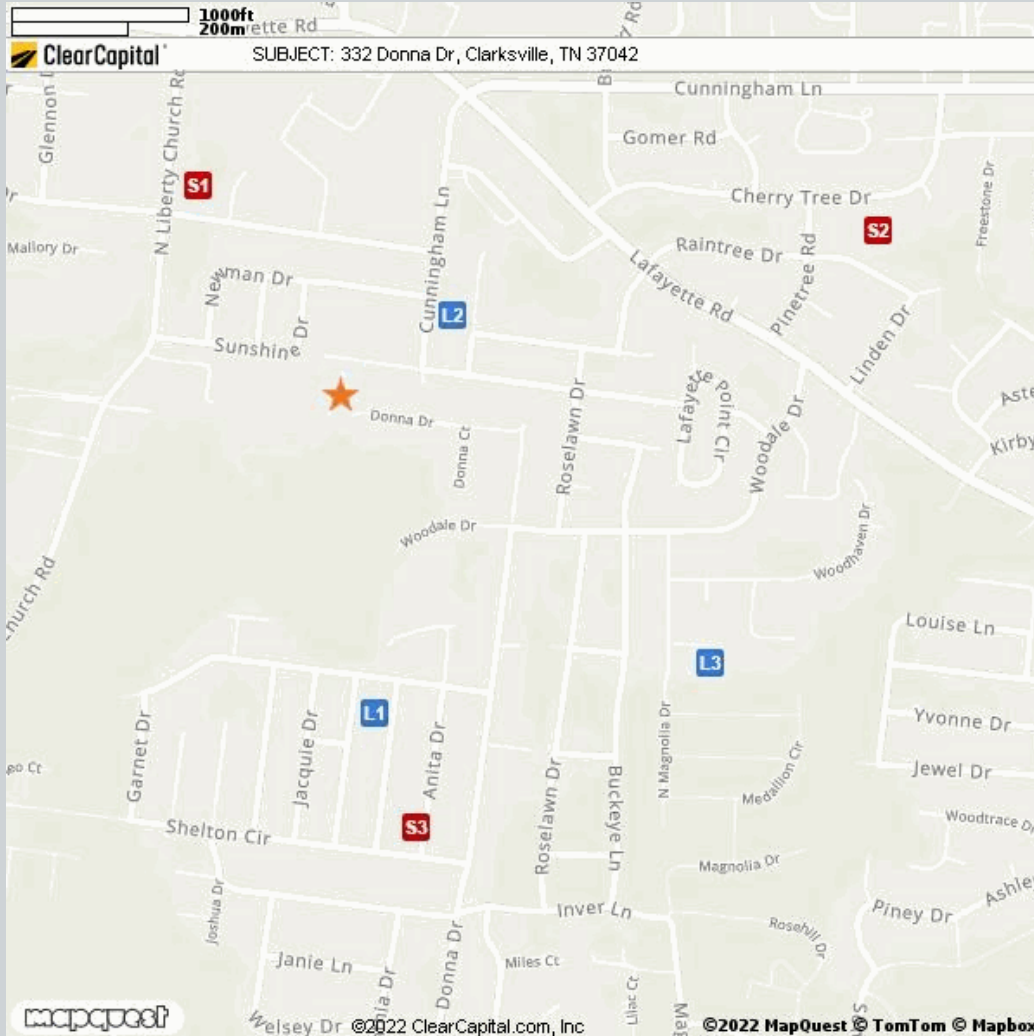 1000ft
200m
ette Rd
ClearCapital
SUBJECT: 332 Donna Dr, Clarksville, TN 37042
Cunningham Ln
Glennon
N Liberty Church Rd
Gomer Rd
S1
Cherry Tree Dr
Freestone Dr
S2
Mallory Dr
Cunningham Ln
Raintree Dr
Newman Dr
Lafayette Rd
Pinetree Rd
L2
Linden Dr
Sunshine Dr
Roselawn Dr
Lafayette Point Cir
Woodale Dr
Donna Dr
Donna Ct
Kirby
Woodale Dr
Woodhaven Dr
Church Rd
Louise Ln
L3
L1
Garnet Dr
Jacquie Dr
Anita Dr
N Magnolia Dr
Yvonne Dr
Jewel Dr
Medallion Cir
Roselawn Dr
Buckeye Ln
Woodtrace Dr
S3
Shelton Cir
Magnolia Dr
Joshua Dr
Inver Ln
Piney Dr
Ashle
Rosehill Dr
Donna Dr
Janie Ln
Miles Ct
Lilac Ct
Welsey Dr
mapquest
©2022 ClearCapital.com, Inc
©2022 MapQuest © TomTom © Mapbo